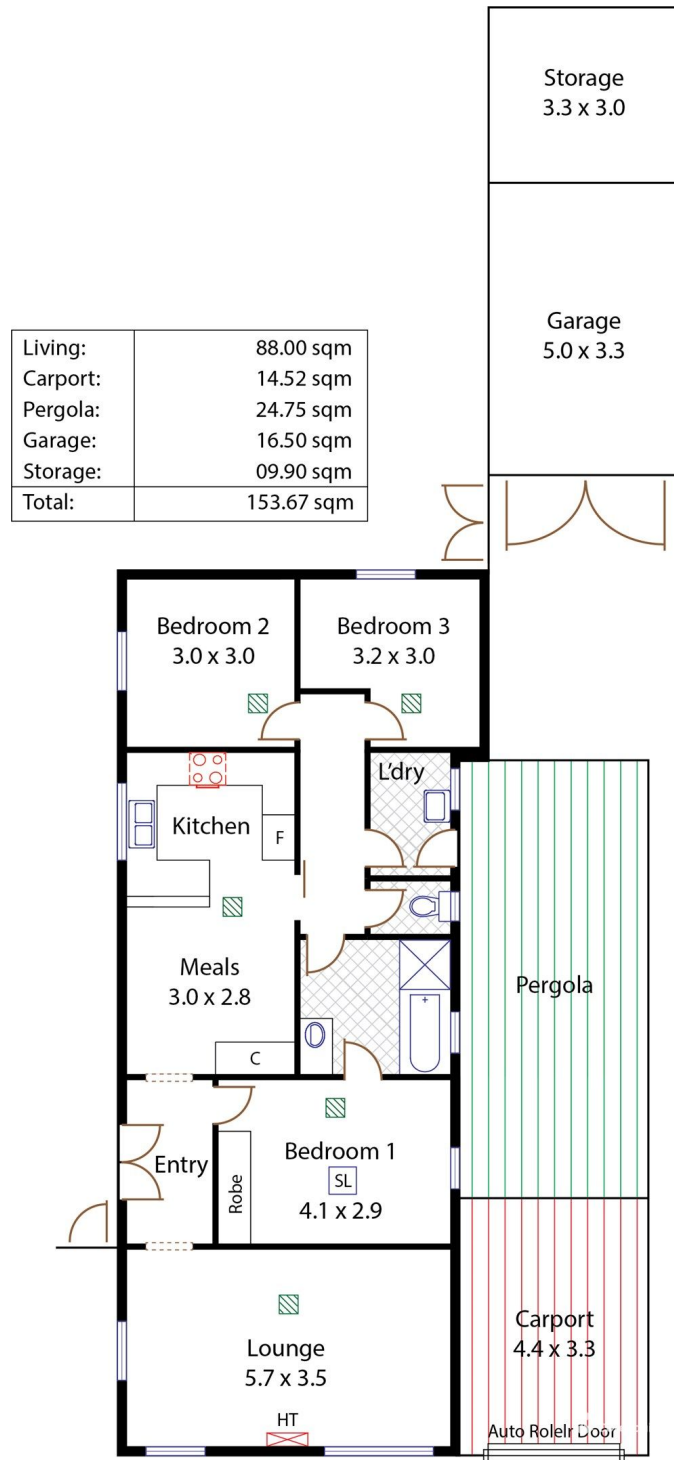 Storage
3.3 x 3.0
Garage
5.0 x 3.3
Living: 88.00 sqm
Carport: 14.52 sqm
Pergola: 24.75 sqm
Garage: 16.50 sqm
Storage: 09.90 sqm
Total: 153.67 sqm
Bedroom 2
3.0 x 3.0
Bedroom 3
3.2 x 3.0
L'dry
Kitchen
F
Meals
3.0 x 2.8
Pergola
C
Bedroom 1
Entry
SL
Robe
4.1 x 2.9
Carport
4.4 x 3.3
Lounge
5.7 x 3.5
HT
Auto Rolelr Door